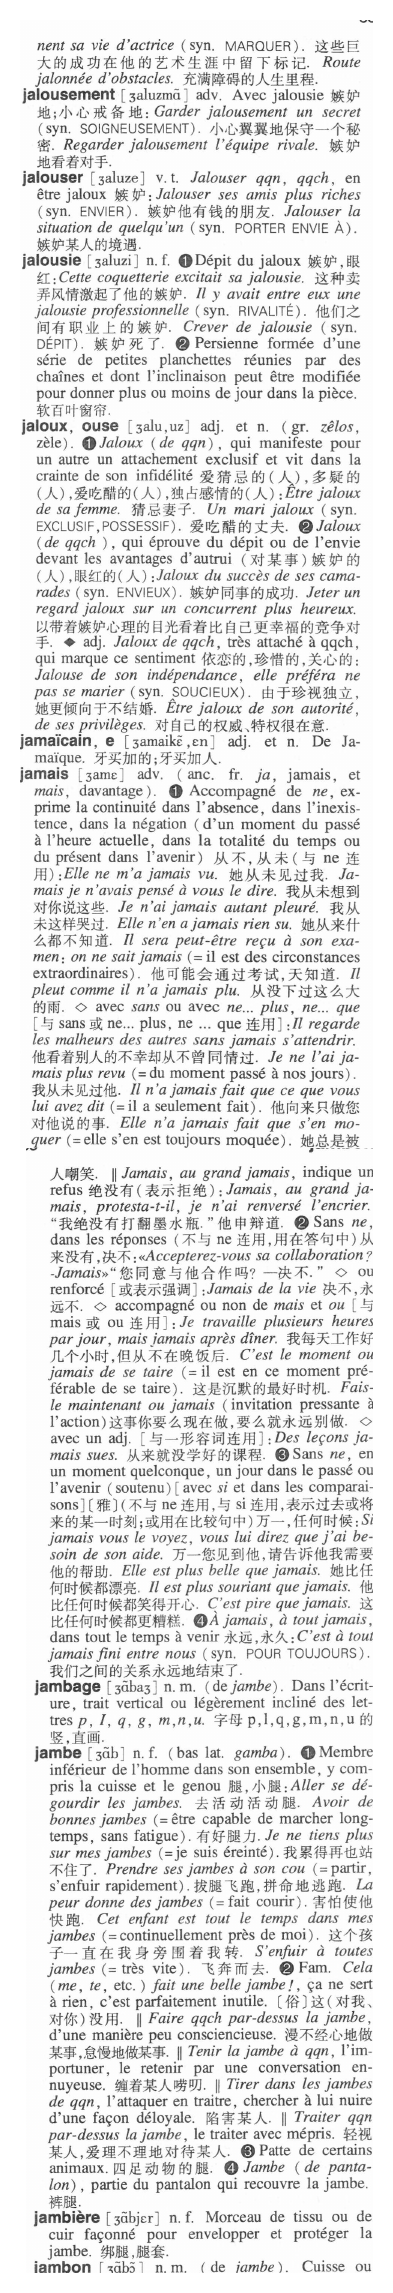 nent sa vie d'actrice (syn. MARQUER). 这些巨
大的成功在他的艺术生涯中留下标记. Route
jalonnée d'obstacles. 充满障碍的人生里程.
jalousement [ʒaluzmɑ̃] adv. Avec jalousie 嫉妒
地;小心戒备地: Garder jalousement un secret
(syn. SOIGNEUSEMENT). 小心翼翼地保守一个秘
密. Regarder jalousement l'équipe rivale. 嫉妒
地看着对手.
jalouser [ʒaluze] v.t. Jalouser qqn, qqch, en
être jaloux 嫉妒: Jalouser ses amis plus riches
(syn. ENVIER). 嫉妒他有钱的朋友. Jalouser la
situation de quelqu'un (syn. PORTER ENVIE À).
嫉妒某人的境遇.
jalousie [ʒaluzi] n.f. ❶Dépit du jaloux 嫉妒,眼
红: Cette coquetterie excitait sa jalousie. 这种卖
弄风情激起了他的嫉妒. Il y avait entre eux une
jalousie professionnelle (syn. RIVALITÉ). 他们之
间有职业上的嫉妒. Crever de jalousie (syn.
DÉPIT). 嫉妒死了. ❷ Persienne formée d'une
série de petites planchettes réunies par des
chaînes et dont l'inclinaison peut être modifiée
pour donner plus ou moins de jour dans la pièce.
软百叶窗帘.
jaloux, ouse [ʒalu,uz] adj. et n. (gr. zêlos,
zèle). ❶Jaloux (de qqn), qui manifeste pour
un autre un attachement exclusif et vit dans la
crainte de son infidélité 爱猜忌的(人),多疑的
(人),爱吃醋的(人),独占感情的(人): Être jaloux
de sa femme. 猜忌妻子. Un mari jaloux (syn.
EXCLUSIF,POSSESSIF). 爱吃醋的丈夫. ❷Jaloux
(de qqch), qui éprouve du dépit ou de l'envie
devant les avantages d'autrui (对某事)嫉妒的
(人),眼红的(人): Jaloux du succès de ses cama-
rades (syn. ENVIEUX). 嫉妒同事的成功. Jeter un
regard jaloux sur un concurrent plus heureux.
以带着嫉妒心理的目光看着比自己更幸福的竞争对
手. ◆ adj. Jaloux de qqch, très attaché à qqch,
qui marque ce sentiment 依恋的,珍惜的,关心的:
Jalouse de son indépendance, elle préféra ne
pas se marier (syn. SOUCIEUX). 由于珍视独立,
她更倾向于不结婚. Être jaloux de son autorité,
de ses privilèges. 对自己的权威、特权很在意.
jamaïcain, e [ʒamaikɛ̃,ɛn] adj. et n. De Ja-
maïque. 牙买加的;牙买加人.
jamais [ʒamɛ] adv. (anc. fr. ja, jamais, et
mais, davantage). ❶ Accompagné de ne, ex-
prime la continuité dans l'absence, dans l'inexis-
tence, dans la négation (d'un moment du passé
à l'heure actuelle, dans la totalité du temps ou
du présent dans l'avenir) 从不,从未(与 ne 连
用): Elle ne m'a jamais vu. 她从未见过我. Ja-
mais je n'avais pensé à vous le dire. 我从未想到
对你说这些. Je n'ai jamais autant pleuré. 我从
未这样哭过. Elle n'en a jamais rien su. 她从来什
么都不知道. Il sera peut-être reçu à son exa-
men: on ne sait jamais (=il est des circonstances
extraordinaires). 他可能会通过考试,天知道. Il
pleut comme il n'a jamais plu. 从没下过这么大
的雨. ◇ avec sans ou avec ne... plus, ne... que
[与 sans 或 ne... plus, ne ... que 连用]: Il regarde
les malheurs des autres sans jamais s'attendrir.
他看着别人的不幸却从不曾同情过. Je ne l'ai ja-
mais plus revu (=du moment passé à nos jours).
我从未见过他. Il n'a jamais fait que ce que vous
lui avez dit (=il a seulement fait). 他向来只做您
对他说的事. Elle n'a jamais fait que s'en mo-
quer (=elle s'en est toujours moquée). 她总是被
人嘲笑. ‖ Jamais, au grand jamais, indique un
refus 绝没有(表示拒绝): Jamais, au grand ja-
mais, protesta-t-il, je n'ai renversé l'encrier.
“我绝没有打翻墨水瓶.”他申辩道. ❷ Sans ne,
dans les réponses (不与 ne 连用,用在答句中)从
来没有,决不:«Accepterez-vous sa collaboration?
-Jamais»“您同意与他合作吗? —决不.” ◇ ou
renforcé [或表示强调]: Jamais de la vie 决不,永
远不. ◇ accompagné ou non de mais et ou [与
mais 或 ou 连用]: Je travaille plusieurs heures
par jour, mais jamais après dîner. 我每天工作好
几个小时,但从不在晚饭后. C'est le moment ou
jamais de se taire (=il est en ce moment pré-
férable de se taire). 这是沉默的最好时机. Fais-
le maintenant ou jamais (invitation pressante à
l'action)这事你要么现在做,要么就永远别做. ◇
avec un adj. [与一形容词连用]: Des leçons ja-
mais sues. 从来就没学好的课程. ❸ Sans ne, en
un moment quelconque, un jour dans le passé ou
l'avenir (soutenu) [avec si et dans les comparai-
sons][雅](不与 ne 连用,与 si 连用,表示过去或将
来的某一时刻;或用在比较句中)万一,任何时候: Si
jamais vous le voyez, vous lui direz que j'ai be-
soin de son aide. 万一您见到他,请告诉他我需要
他的帮助. Elle est plus belle que jamais. 她比任
何时候都漂亮. Il est plus souriant que jamais. 他
比任何时候都笑得开心. C'est pire que jamais. 这
比任何时候都更糟糕. ❹À jamais, à tout jamais,
dans tout le temps à venir 永远,永久: C'est à tout
jamais fini entre nous (syn. POUR TOUJOURS).
我们之间的关系永远地结束了.
jambage [ʒɑ̃baʒ] n.m. (de jambe). Dans l'écrit-
ure, trait vertical ou légèrement incliné des let-
tres p, I, q, g, m,n,u. 字母 p,l,q,g,m,n,u 的
竖,直画.
jambe [ʒɑ̃b] n.f. (bas lat. gamba). ❶Membre
inférieur de l'homme dans son ensemble, y com-
pris la cuisse et le genou 腿,小腿: Aller se dé-
gourdir les jambes. 去活动活动腿. Avoir de
bonnes jambes (=être capable de marcher long-
temps, sans fatigue). 有好腿力. Je ne tiens plus
sur mes jambes (=je suis éreinté). 我累得再也站
不住了. Prendre ses jambes à son cou (=partir,
s'enfuir rapidement). 拔腿飞跑,拼命地逃跑. La
peur donne des jambes (=fait courir). 害怕使他
快跑. Cet enfant est tout le temps dans mes
jambes (=continuellement près de moi). 这个孩
子一直在我身旁围着我转. S'enfuir à toutes
jambes (= très vite). 飞奔而去. ❷ Fam. Cela
(me, te, etc.) fait une belle jambe!, ça ne sert
à rien, c'est parfaitement inutile. [俗]这(对我、
对你)没用. ‖ Faire qqch par-dessus la jambe,
d'une manière peu consciencieuse. 漫不经心地做
某事,怠慢地做某事. ‖ Tenir la jambe à qqn, l'im-
portuner, le retenir par une conversation en-
nuyeuse. 缠着某人唠叨. ‖ Tirer dans les jambes
de qqn, l'attaquer en traitre, chercher à lui nuire
d'une façon déloyale. 陷害某人. ‖ Traiter qqn
par-dessus la jambe, le traiter avec mépris. 轻视
某人,爱理不理地对待某人. ❸ Patte de certains
animaux. 四足动物的腿. ❹ Jambe (de panta-
lon), partie du pantalon qui recouvre la jambe.
裤腿.
jambière [ʒɑ̃bjɛr] n.f. Morceau de tissu ou de
cuir façonné pour envelopper et protéger la
jambe. 绑腿,腿套.
jambon [ʒɑ̃bɔ̃] n.m. (de jambe). Cuisse ou